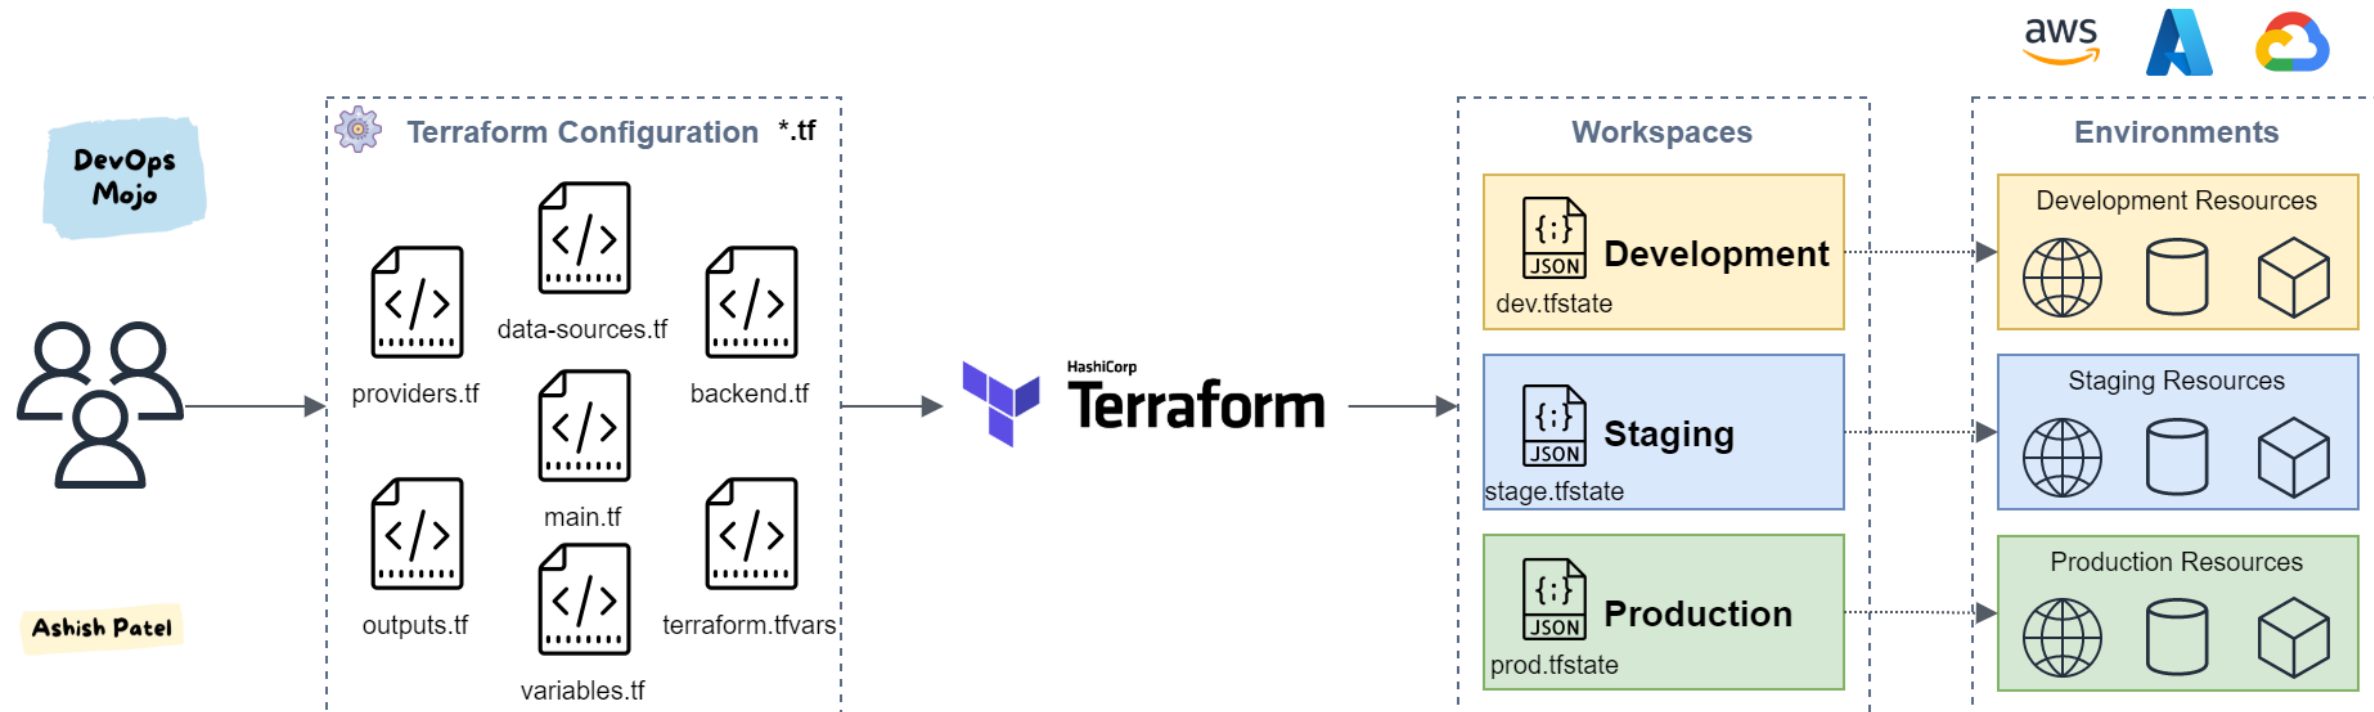 aws
DevOps
Mojo
Terraform Configuration *.tf
Workspaces
Environments
</>
data-sources.tf
</>
providers.tf
</>
backend.tf
</>
main.tf
</>
outputs.tf
</>
terraform.tfvars
</>
variables.tf
Ashish Patel
HashiCorp
Terraform
{;}
JSON
Development
dev.tfstate
{;}
JSON
Staging
stage.tfstate
{;}
JSON
Production
prod.tfstate
Development Resources
Staging Resources
Production Resources